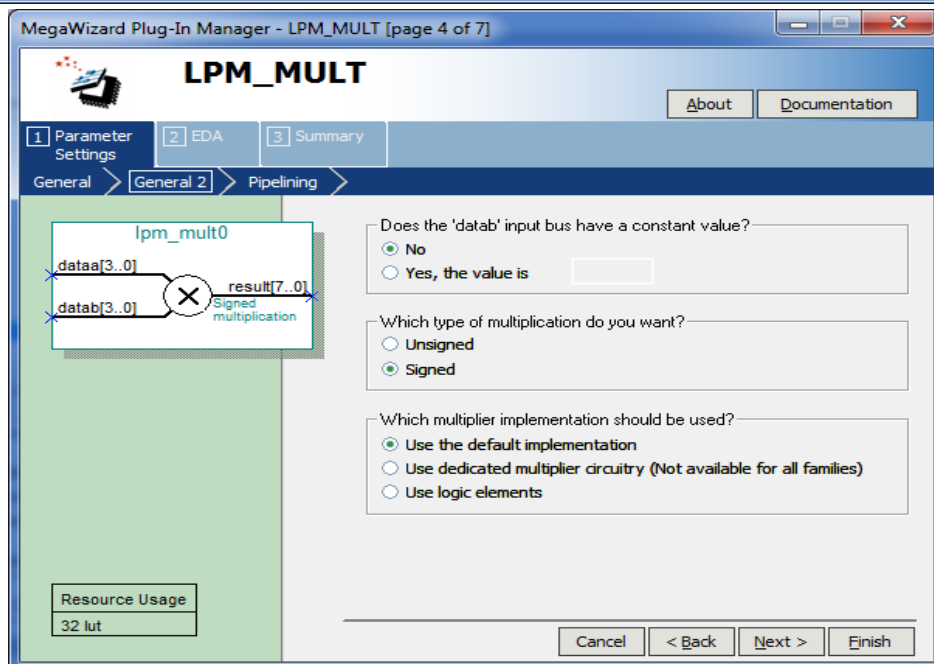 MegaWizard Plug-In Manager - LPM_MULT [page 4 of 7]
LPM_MULT
About
Documentation
1 Parameter Settings
2 EDA
3 Summary
General
General 2
Pipelining
lpm_mult0
dataa[3..0]
result[7..0]
datab[3..0]
Signed
multiplication
Does the 'datab' input bus have a constant value?
No
Yes, the value is
Which type of multiplication do you want?
Unsigned
Signed
Which multiplier implementation should be used?
Use the default implementation
Use dedicated multiplier circuitry (Not available for all families)
Use logic elements
Resource Usage
32 lut
Cancel
< Back
Next >
Finish